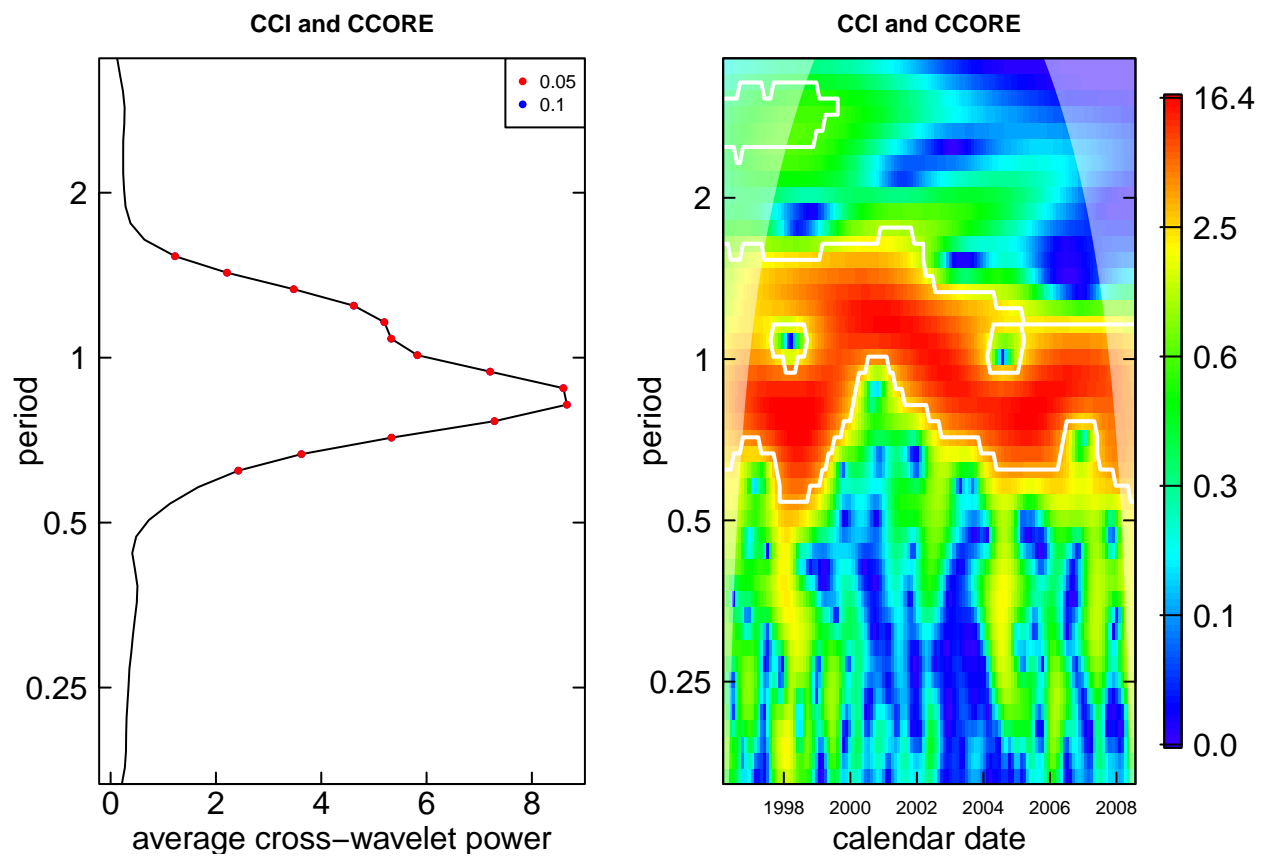 CCI and CCORE
0.05
0.1
2
1
0.5
0.25
period
0 2 4 6 8
average cross−wavelet power
CCI and CCORE
2
1
0.5
0.25
period
1998 2000 2002 2004 2006 2008
calendar date
16.4
2.5
0.6
0.3
0.1
0.0